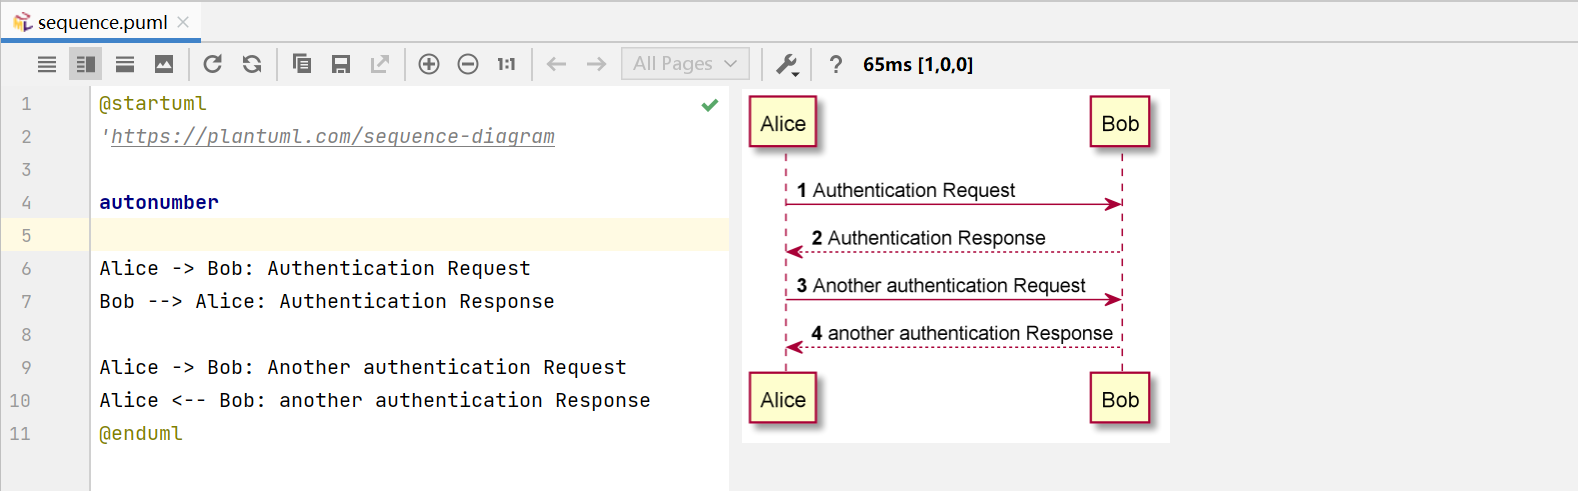 sequence.puml
1:1
All Pages
?
65ms [1,0,0]
1 @startuml
2 'https://plantuml.com/sequence-diagram
3
4 autonumber
5
6 Alice -> Bob: Authentication Request
7 Bob --> Alice: Authentication Response
8
9 Alice -> Bob: Another authentication Request
10 Alice <-- Bob: another authentication Response
11 @enduml
Alice
Bob
1 Authentication Request
2 Authentication Response
3 Another authentication Request
4 another authentication Response
Alice
Bob